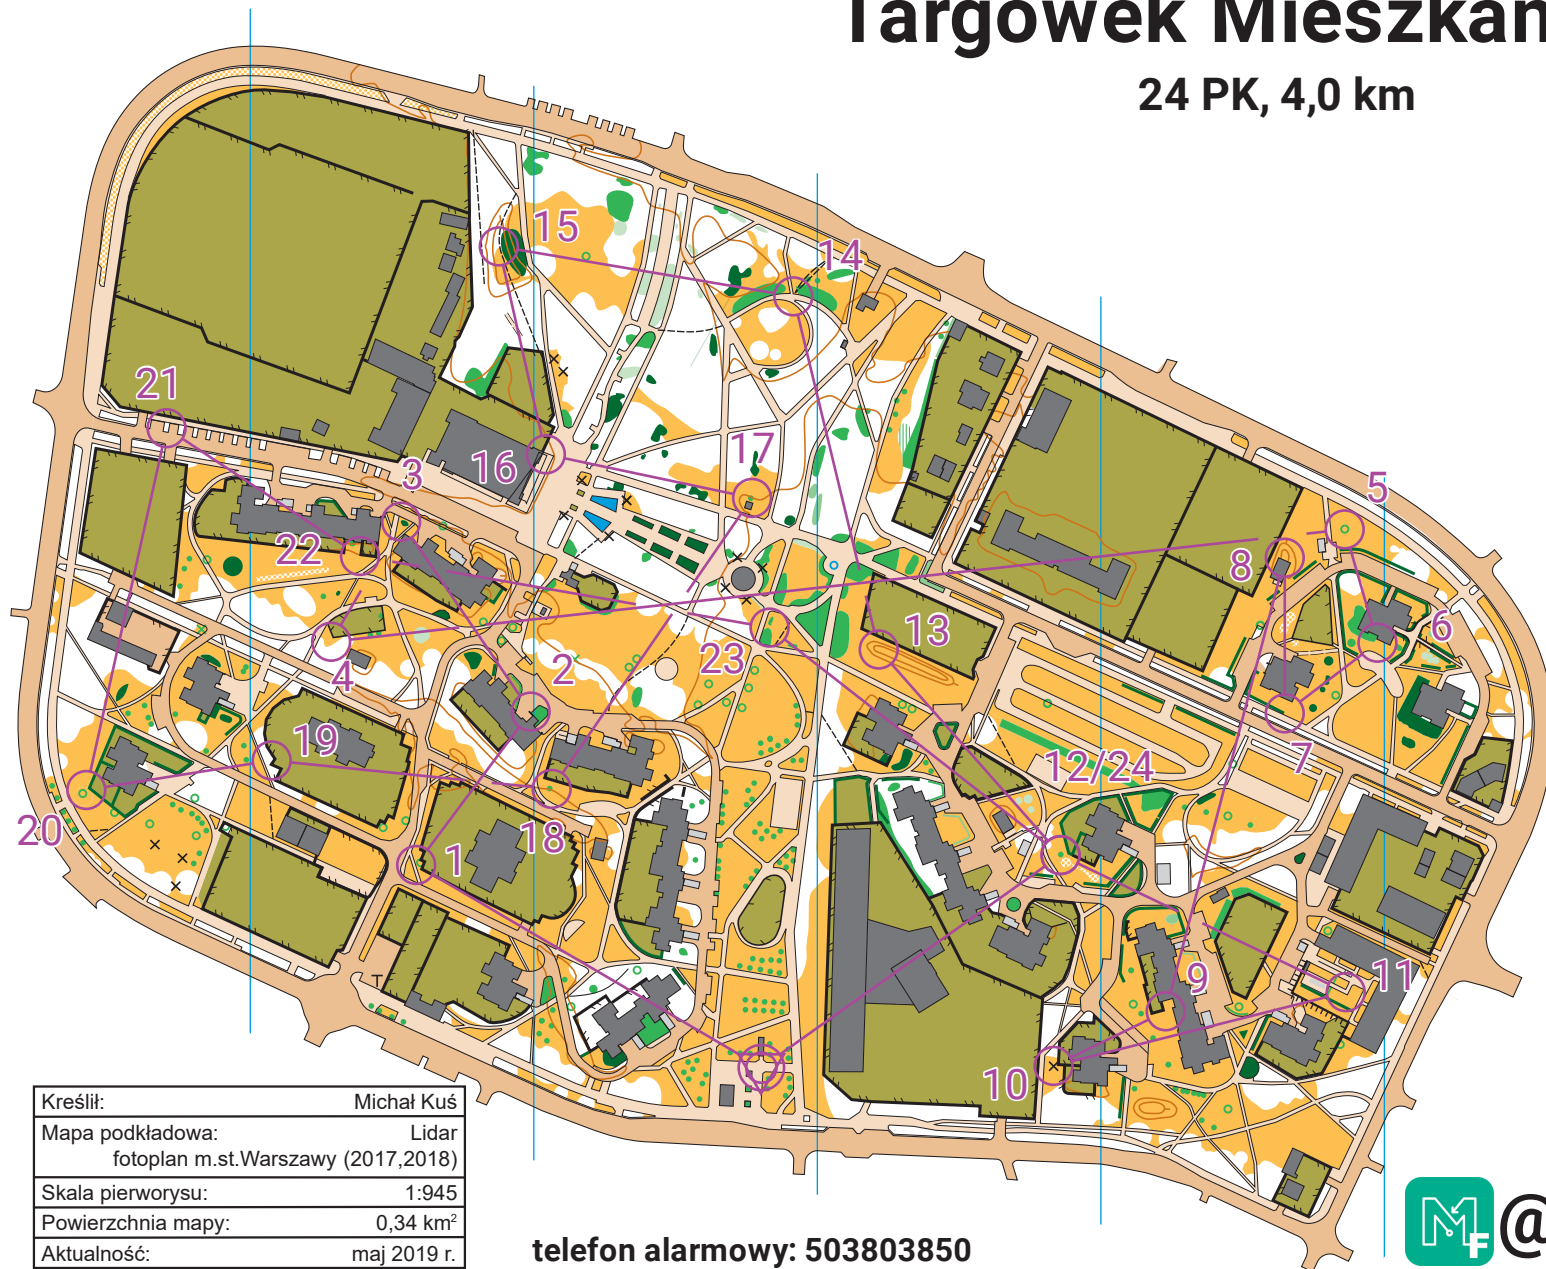 Targówek Mieszkan
24 PK, 4,0 km
15
14
21
3
16
17
5
22
8
13
6
2
23
4
19
7
12/24
20
1
18
9
11
10
Kreślił: Michał Kuś
Mapa podkładowa: Lidar
fotoplan m.st.Warszawy (2017,2018)
Skala pierworysu: 1:945
Powierzchnia mapy: 0,34 km²
Aktualność: maj 2019 r.
telefon alarmowy: 503803850
MF @